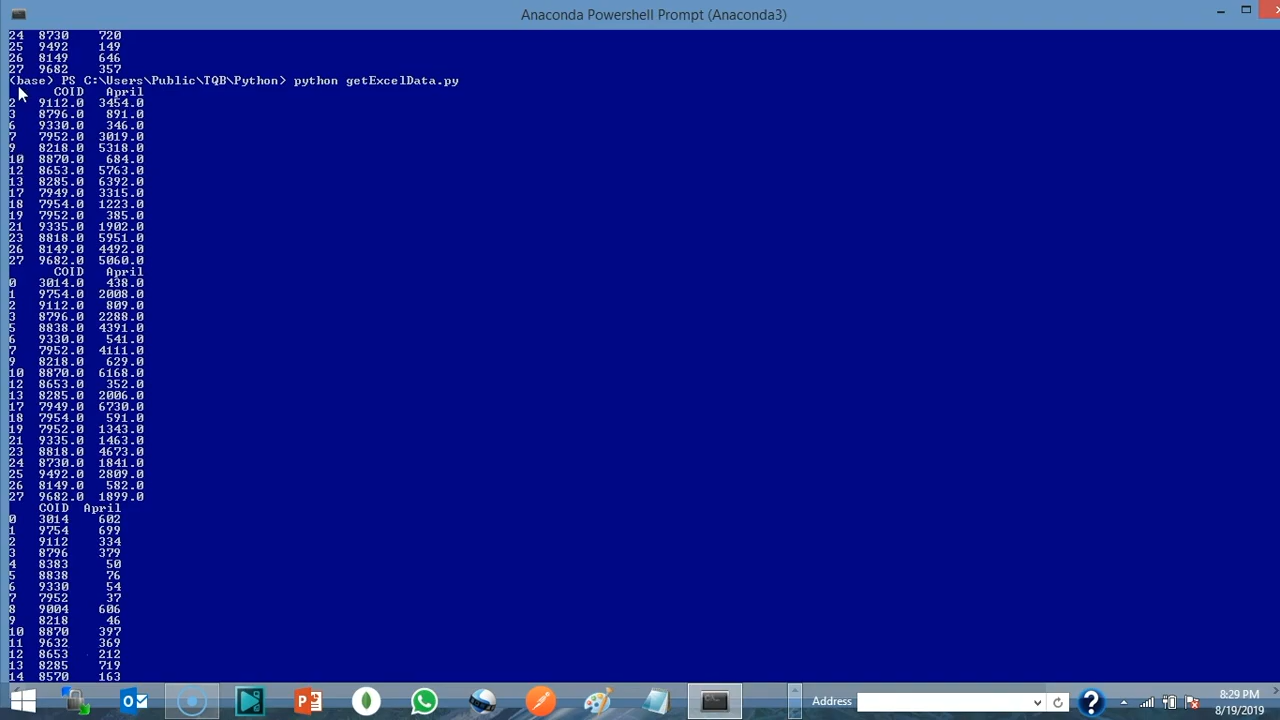 Anaconda Powershell Prompt (Anaconda3)
24 8730 720
25 9492 149
26 8149 646
27 9682 357
(base) PS C:\Users\Public\TQB\Python> python getExcelData.py
COID April
2 9112.0 3454.0
3 8796.0 891.0
6 9330.0 346.0
7 7952.0 3019.0
9 8218.0 5318.0
10 8870.0 684.0
12 8653.0 5763.0
13 8285.0 6392.0
17 7949.0 3315.0
18 7954.0 1223.0
19 7952.0 385.0
21 9335.0 1902.0
23 8818.0 5951.0
26 8149.0 4492.0
27 9682.0 5060.0
COID April
0 3014.0 438.0
1 9754.0 2008.0
2 9112.0 809.0
3 8796.0 2288.0
5 8838.0 4391.0
6 9330.0 541.0
7 7952.0 4111.0
9 8218.0 629.0
10 8870.0 6168.0
12 8653.0 352.0
13 8285.0 2006.0
17 7949.0 6730.0
18 7954.0 591.0
19 7952.0 1343.0
21 9335.0 1463.0
23 8818.0 4673.0
24 8730.0 1841.0
25 9492.0 2809.0
26 8149.0 582.0
27 9682.0 1899.0
COID April
0 3014 602
1 9754 699
2 9112 334
3 8796 379
4 8383 50
5 8838 76
6 9330 54
7 7952 37
8 9004 606
9 8218 46
10 8870 397
11 9632 369
12 8653 212
13 8285 719
14 8570 163
Address
8:29 PM
8/19/2019